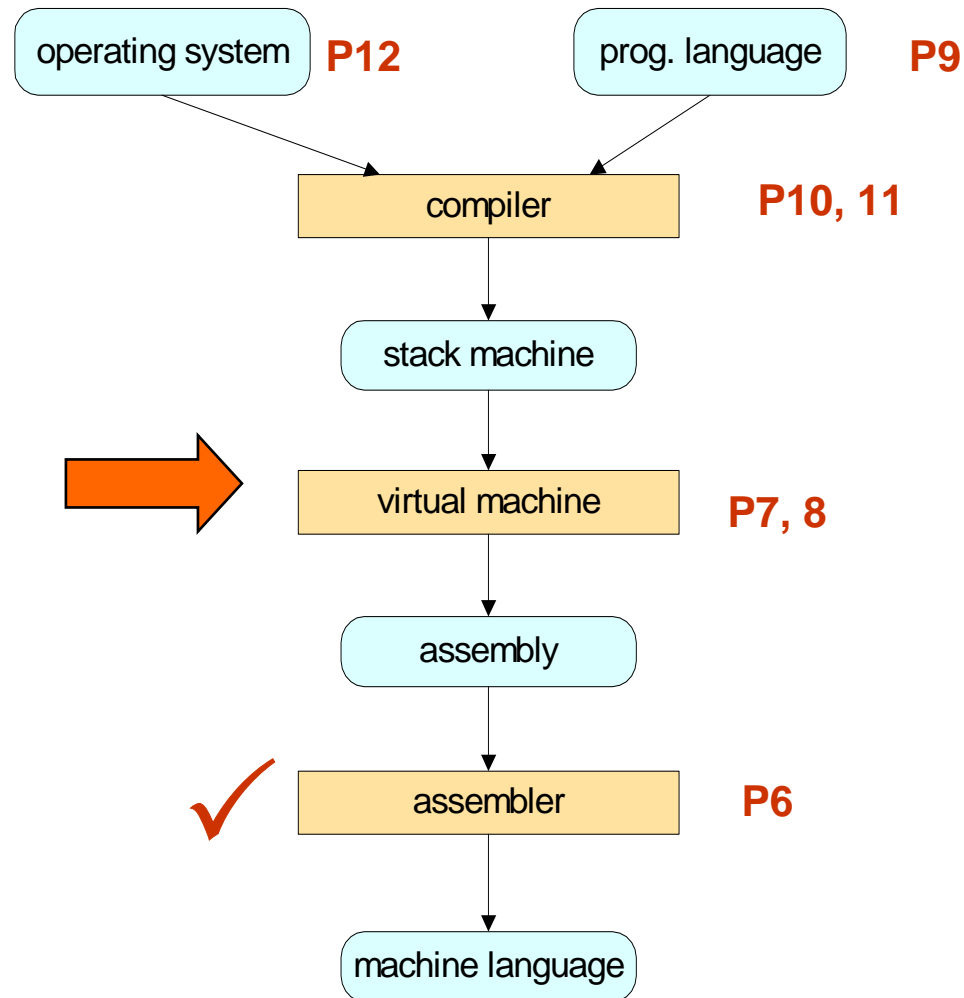 operating system
P12
prog. language
P9
compiler
P10, 11
stack machine
virtual machine
P7, 8
assembly
assembler
P6
machine language